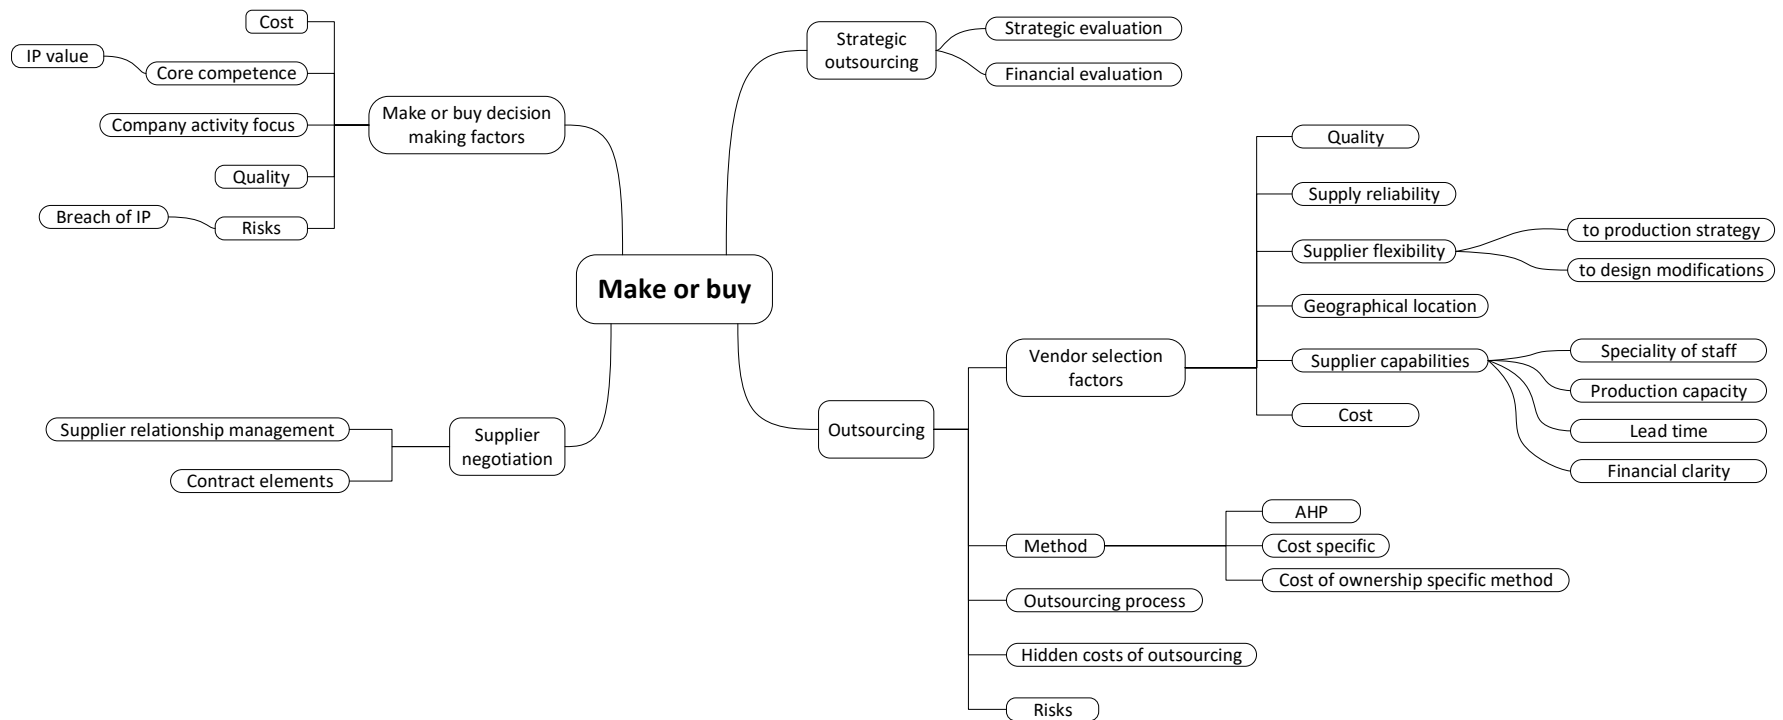 Make or buy
Make or buy decision
making factors
Cost
Core competence
IP value
Company activity focus
Quality
Risks
Breach of IP
Supplier
negotiation
Supplier relationship management
Contract elements
Strategic
outsourcing
Strategic evaluation
Financial evaluation
Outsourcing
Vendor selection
factors
Quality
Supply reliability
Supplier flexibility
to production strategy
to design modifications
Geographical location
Supplier capabilities
Speciality of staff
Production capacity
Lead time
Financial clarity
Cost
Method
AHP
Cost specific
Cost of ownership specific method
Outsourcing process
Hidden costs of outsourcing
Risks